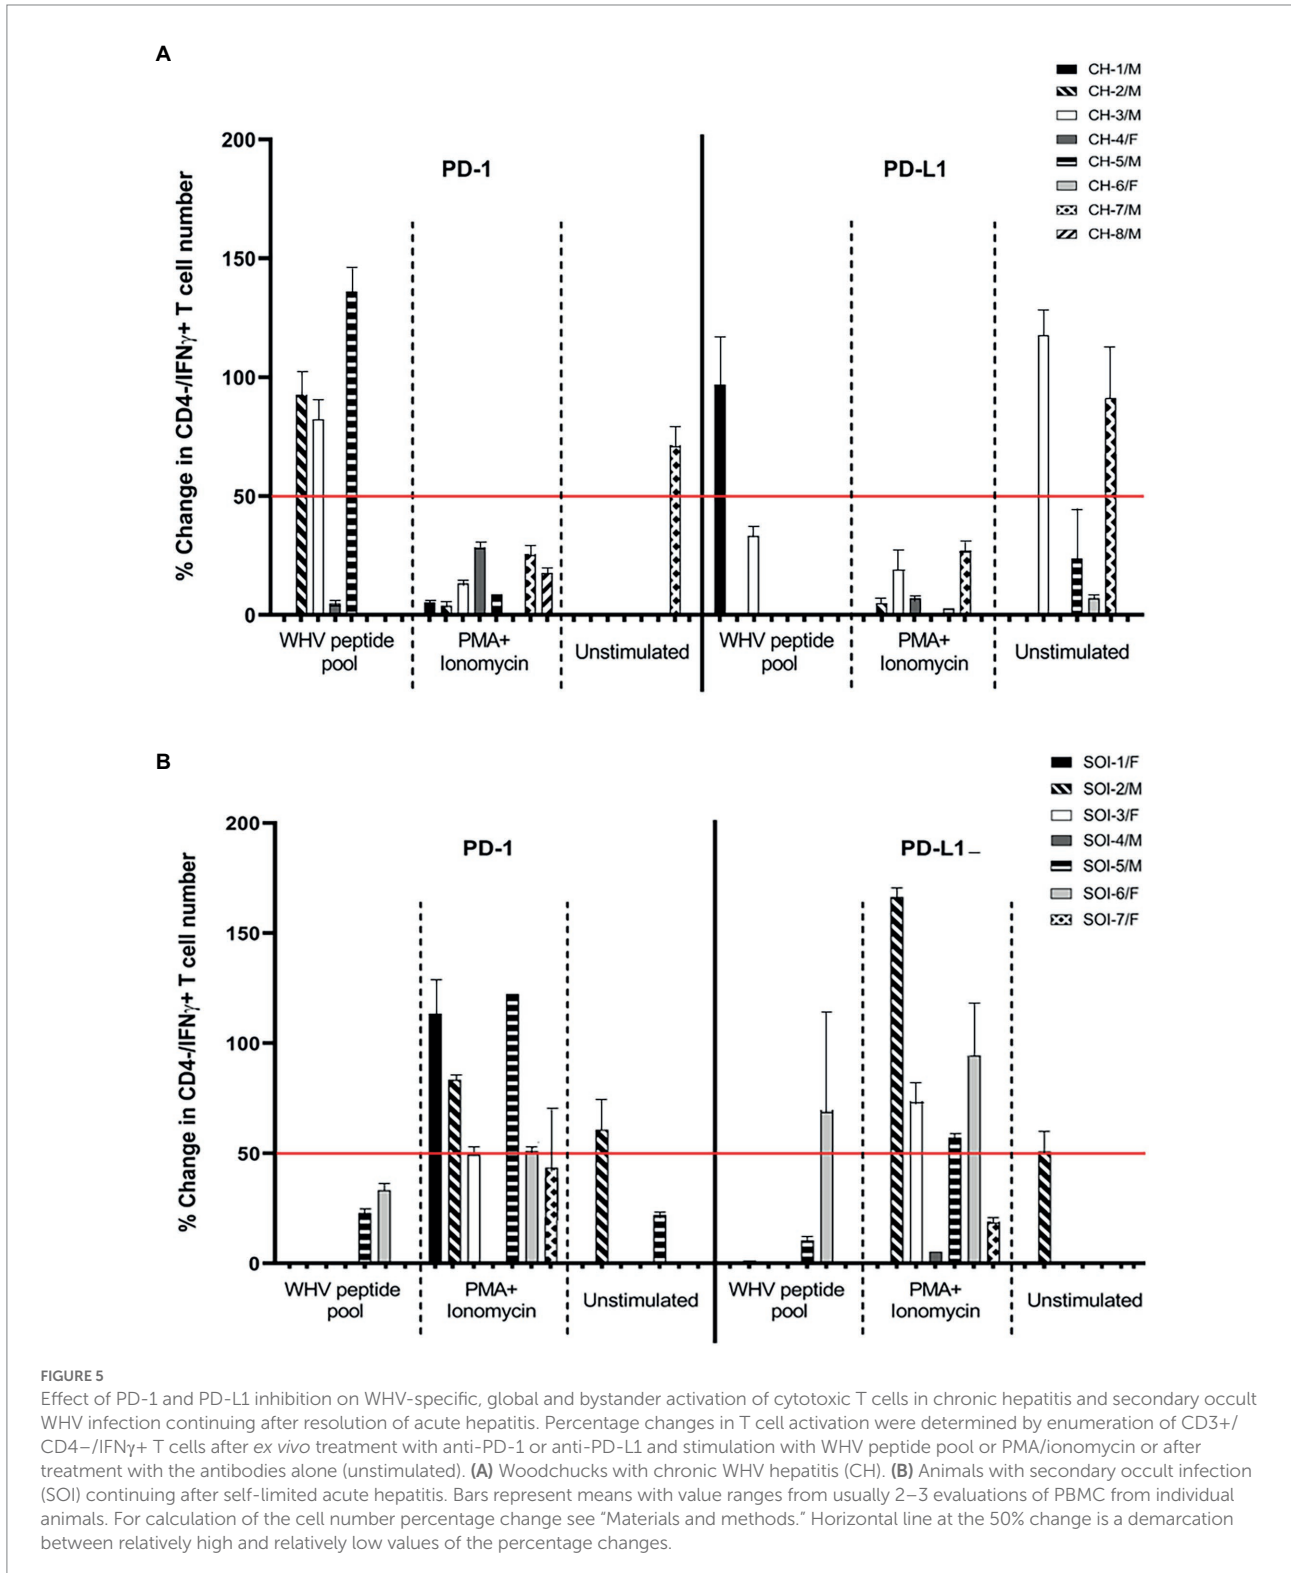 A
CH-1/M
CH-2/M
CH-3/M
CH-4/F
CH-5/M
CH-6/F
CH-7/M
CH-8/M
% Change in CD4-/IFNγ+ T cell number
200
150
100
50
0
PD-1
PD-L1
WHV peptide
pool
PMA+
Ionomycin
Unstimulated
WHV peptide
pool
PMA+
Ionomycin
Unstimulated
B
SOI-1/F
SOI-2/M
SOI-3/F
SOI-4/M
SOI-5/M
SOI-6/F
SOI-7/F
% Change in CD4-/IFNγ+ T cell number
200
150
100
50
0
PD-1
PD-L1
WHV peptide
pool
PMA+
Ionomycin
Unstimulated
WHV peptide
pool
PMA+
Ionomycin
Unstimulated
FIGURE 5
Effect of PD-1 and PD-L1 inhibition on WHV-specific, global and bystander activation of cytotoxic T cells in chronic hepatitis and secondary occult
WHV infection continuing after resolution of acute hepatitis. Percentage changes in T cell activation were determined by enumeration of CD3+/
CD4−/IFNγ+ T cells after ex vivo treatment with anti-PD-1 or anti-PD-L1 and stimulation with WHV peptide pool or PMA/ionomycin or after
treatment with the antibodies alone (unstimulated). (A) Woodchucks with chronic WHV hepatitis (CH). (B) Animals with secondary occult infection
(SOI) continuing after self-limited acute hepatitis. Bars represent means with value ranges from usually 2–3 evaluations of PBMC from individual
animals. For calculation of the cell number percentage change see “Materials and methods.” Horizontal line at the 50% change is a demarcation
between relatively high and relatively low values of the percentage changes.